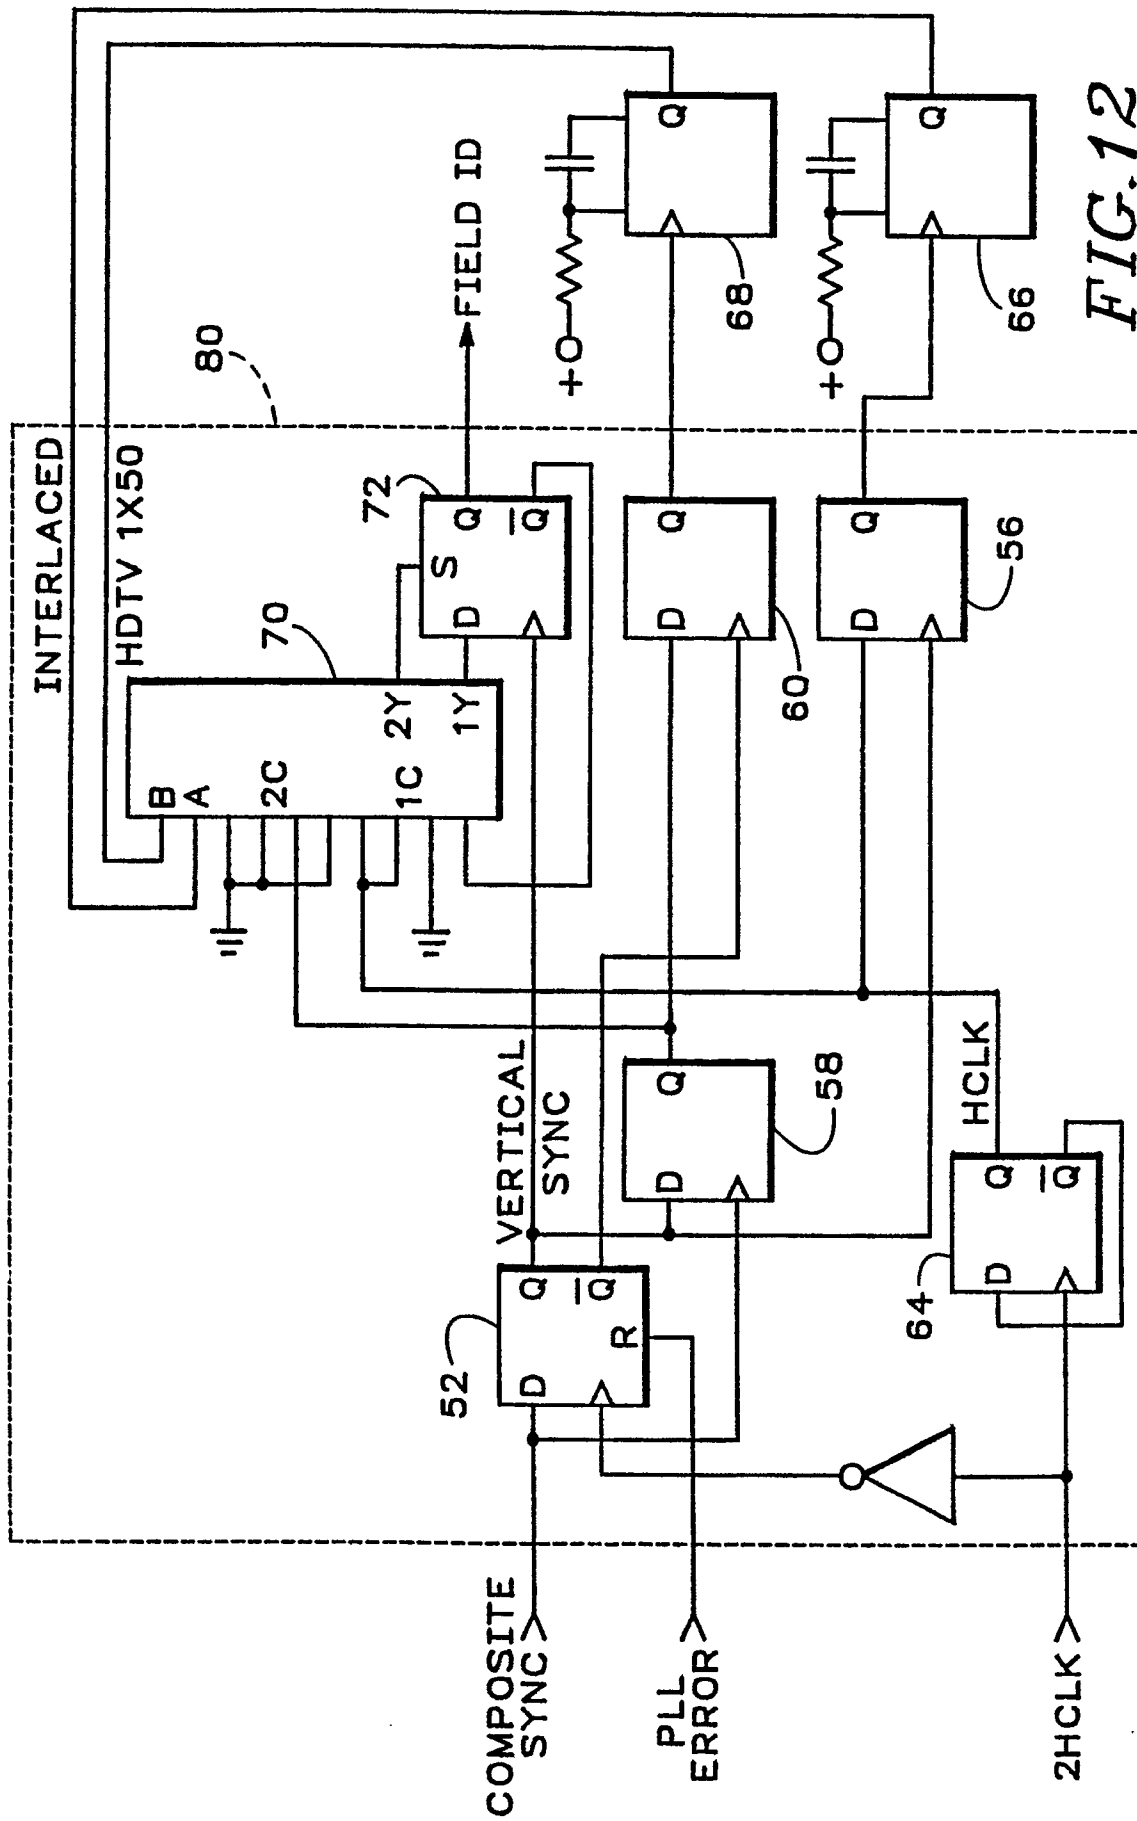 INTERLACED
HDTV 1X50
80
70
72
B
A
2C
1C
2Y
1Y
S
D
Q
Q
FIELD ID
VERTICAL
SYNC
52
D
Q
Q
R
COMPOSITE
SYNC
PLL
ERROR
58
D
Q
60
D
Q
+
68
Q
56
D
Q
+
66
Q
64
D
Q
Q
HCLK
2HCLK
FIG. 12